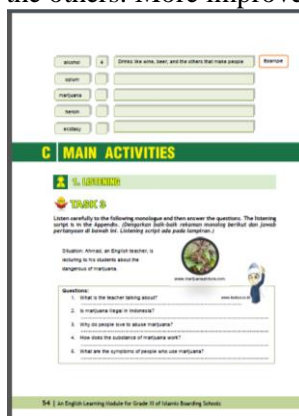 the others. More improve
alcohol a Drinks like wine, beer, and the others that make people Example
opium
marijuana
heroin
ecstasy
C MAIN ACTIVITIES
1. LISTENING
TASK 3
Listen carefully to the following monologue and then answer the questions. The listening
script is in the Appendix. (Dengarkan baik-baik rekaman monolog berikut dan jawab
pertanyaan di bawah ini. Listening script ada pada lampiran.)
Situation: Ahmad, an English teacher, is
lecturing to his students about the
dangerous of marijuana.
Questions:
1. What is the teacher talking about?
2. Is marijuana illegal in Indonesia?
3. Why do people love to abuse marijuana?
4. How does the substance of marijuana work?
5. What are the symptoms of people who use marijuana?
54 | An English Learning Module for Grade XI of Islamic Boarding Schools